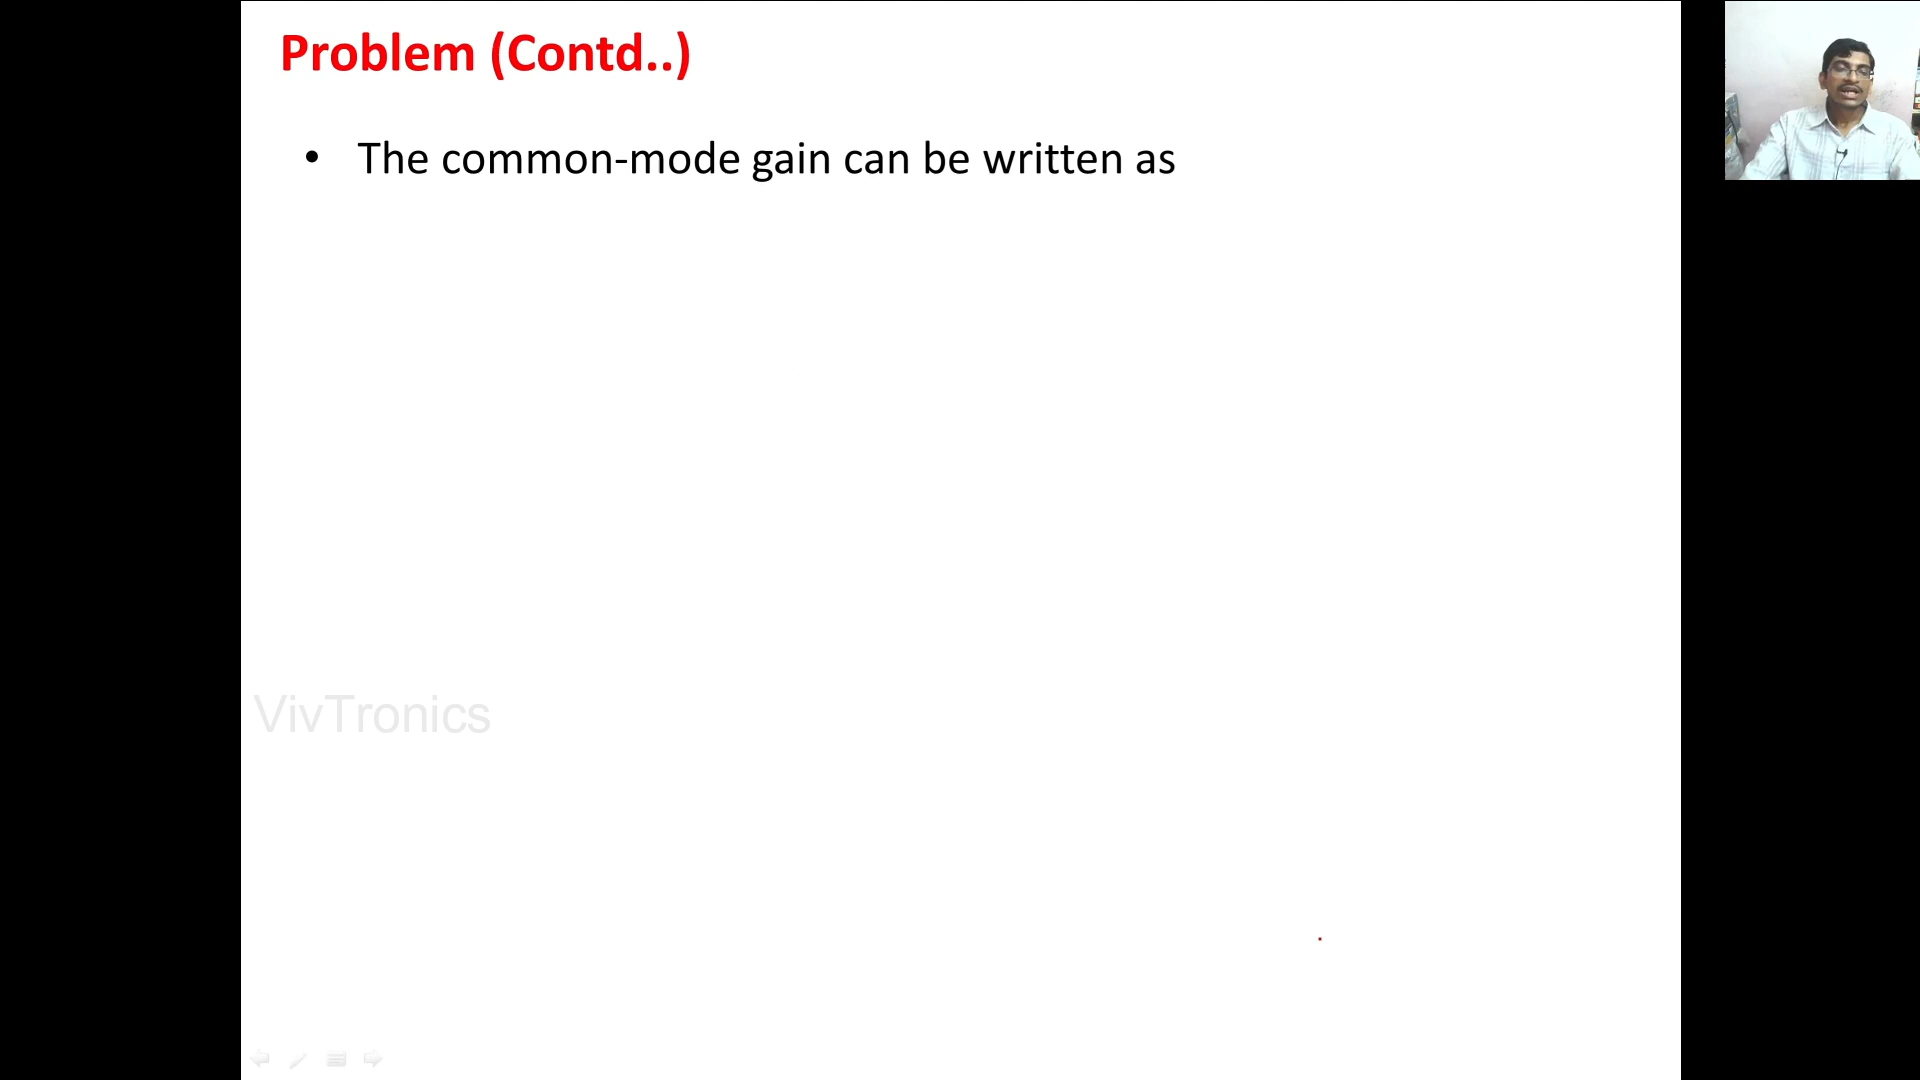 Problem (Contd..)
• The common-mode gain can be written as
VivTronics